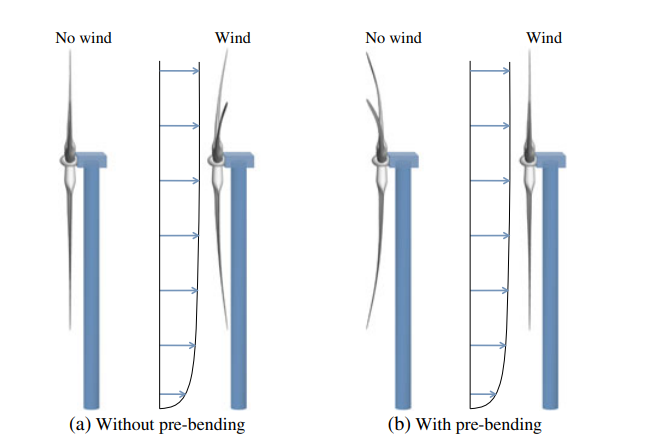 No wind
Wind
No wind
Wind
(a) Without pre-bending
(b) With pre-bending